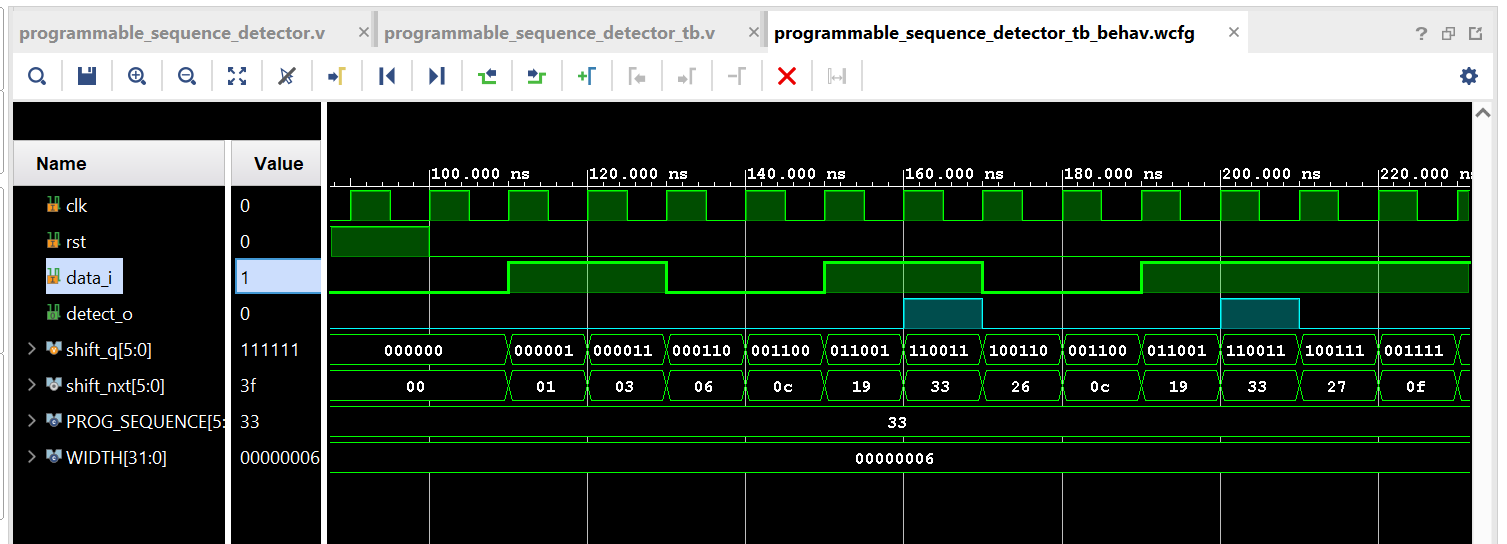 programmable_sequence_detector.v × programmable_sequence_detector_tb.v × programmable_sequence_detector_tb_behav.wcfg × ?
Name Value
100.000 ns 120.000 ns 140.000 ns 160.000 ns 180.000 ns 200.000 ns 220.000 ns
clk 0
rst 0
data_i 1
detect_o 0
shift_q[5:0] 111111 000000 000001 000011 000110 001100 011001 110011 100110 001100 011001 110011 100111 001111
shift_nxt[5:0] 3f 00 01 03 06 0c 19 33 26 0c 19 33 27 0f
PROG_SEQUENCE[5: 33 33
WIDTH[31:0] 00000006 00000006